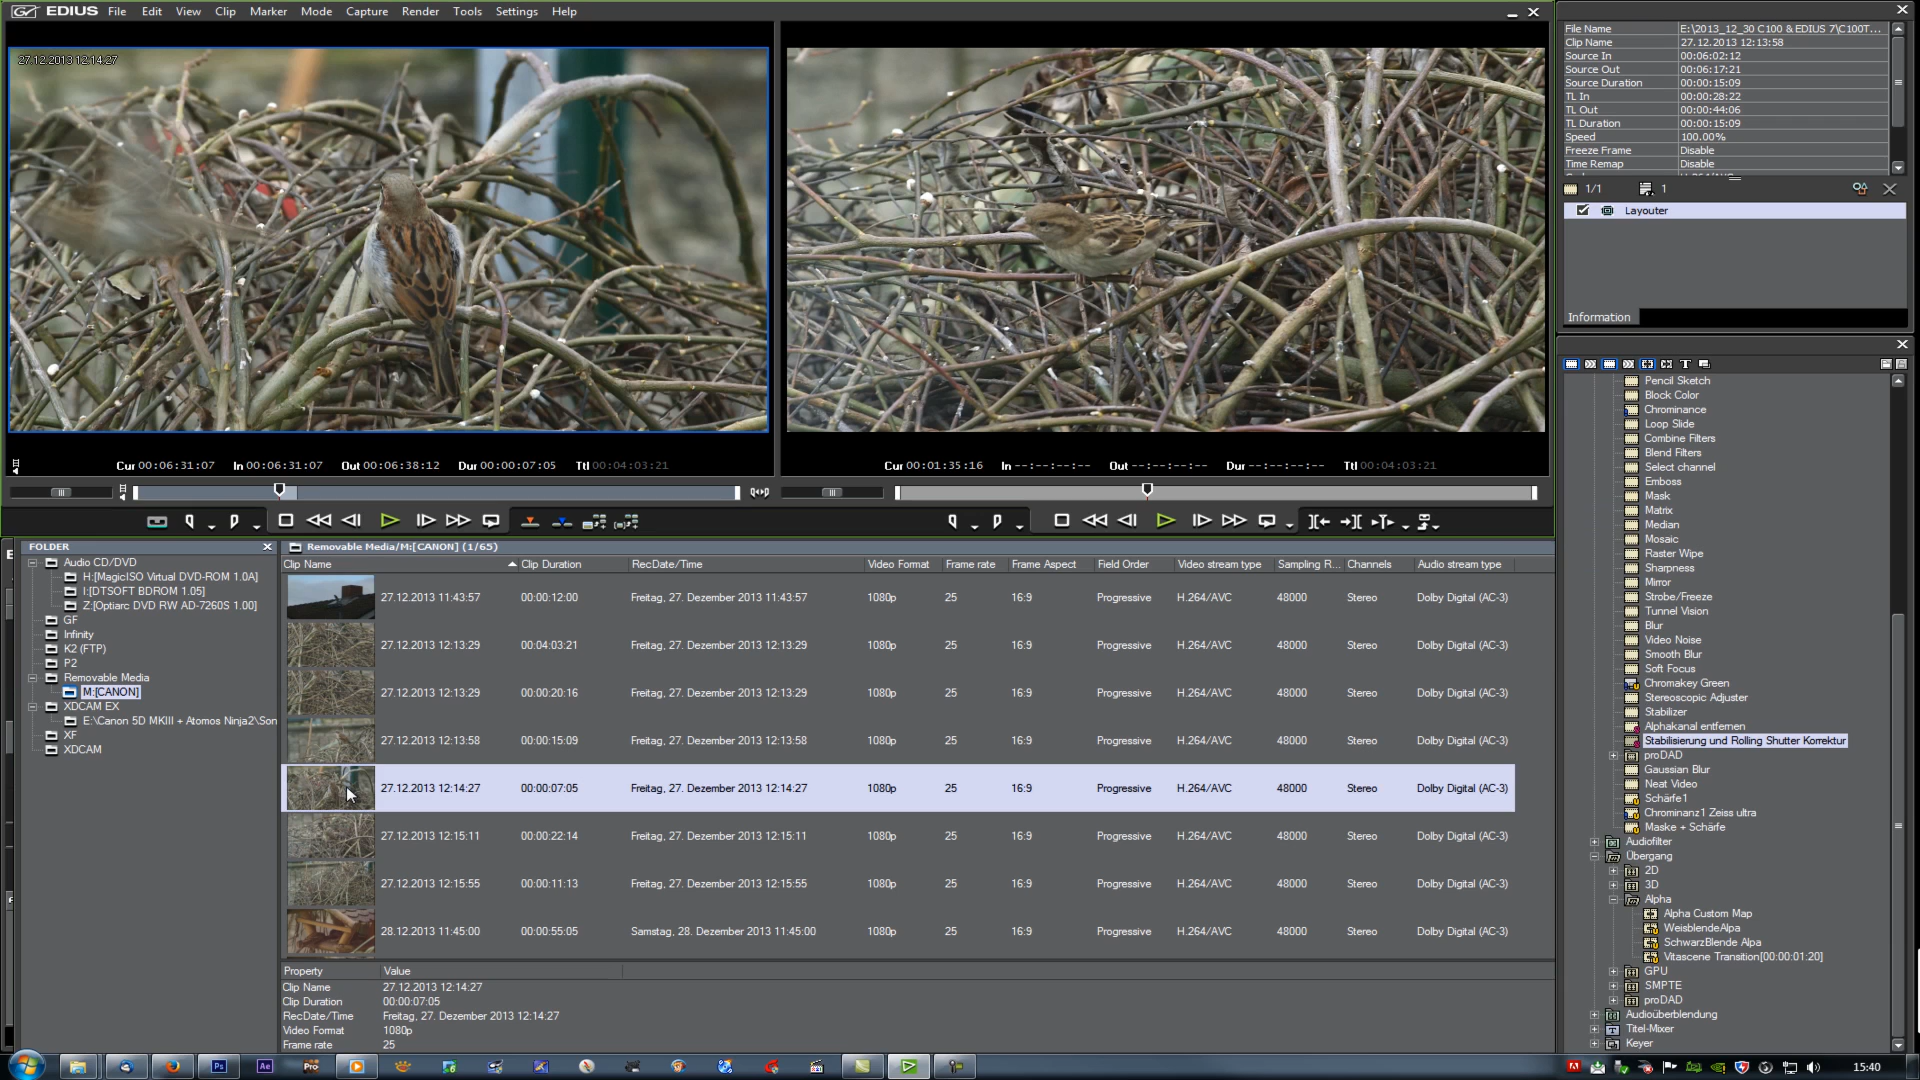 GV EDIUS File Edit View Clip Marker Mode Capture Render Tools Settings Help
27.12.2013 12:14:27
Cur 00:06:31:07 In 00:06:31:07 Out 00:06:38:12 Dur 00:00:07:05 Ttl 00:04:03:21
Cur 00:01:35:16 In --:--:--:-- Out --:--:--:-- Dur --:--:--:-- Ttl 00:04:03:21
File Name E:\2013_12_30 C100 & EDIUS 7\C100T...
Clip Name 27.12.2013 12:13:58
Source In 00:06:02:12
Source Out 00:06:17:21
Source Duration 00:00:15:09
TL In 00:00:28:22
TL Out 00:00:44:06
TL Duration 00:00:15:09
Speed 100.00%
Freeze Frame Disable
Time Remap Disable
1/1 1
Layouter
Information
FOLDER
Audio CD/DVD
H:[MagicISO Virtual DVD-ROM 1.0A]
I:[DTSOFT BDROM 1.05]
Z:[Optiarc DVD RW AD-7260S 1.00]
GF
Infinity
K2 (FTP)
P2
Removable Media
M:[CANON]
XDCAM EX
E:\Canon 5D MKIII + Atomos Ninja2\Son
XF
XDCAM
Removable Media/M:[CANON] (1/65)
Clip Name Clip Duration RecDate/Time Video Format Frame rate Frame Aspect Field Order Video stream type Sampling R... Channels Audio stream type
27.12.2013 11:43:57 00:00:12:00 Freitag, 27. Dezember 2013 11:43:57 1080p 25 16:9 Progressive H.264/AVC 48000 Stereo Dolby Digital (AC-3)
27.12.2013 12:13:29 00:04:03:21 Freitag, 27. Dezember 2013 12:13:29 1080p 25 16:9 Progressive H.264/AVC 48000 Stereo Dolby Digital (AC-3)
27.12.2013 12:13:29 00:00:20:16 Freitag, 27. Dezember 2013 12:13:29 1080p 25 16:9 Progressive H.264/AVC 48000 Stereo Dolby Digital (AC-3)
27.12.2013 12:13:58 00:00:15:09 Freitag, 27. Dezember 2013 12:13:58 1080p 25 16:9 Progressive H.264/AVC 48000 Stereo Dolby Digital (AC-3)
27.12.2013 12:14:27 00:00:07:05 Freitag, 27. Dezember 2013 12:14:27 1080p 25 16:9 Progressive H.264/AVC 48000 Stereo Dolby Digital (AC-3)
27.12.2013 12:15:11 00:00:22:14 Freitag, 27. Dezember 2013 12:15:11 1080p 25 16:9 Progressive H.264/AVC 48000 Stereo Dolby Digital (AC-3)
27.12.2013 12:15:55 00:00:11:13 Freitag, 27. Dezember 2013 12:15:55 1080p 25 16:9 Progressive H.264/AVC 48000 Stereo Dolby Digital (AC-3)
28.12.2013 11:45:00 00:00:55:05 Samstag, 28. Dezember 2013 11:45:00 1080p 25 16:9 Progressive H.264/AVC 48000 Stereo Dolby Digital (AC-3)
Property Value
Clip Name 27.12.2013 12:14:27
Clip Duration 00:00:07:05
RecDate/Time Freitag, 27. Dezember 2013 12:14:27
Video Format 1080p
Frame rate 25
Pencil Sketch
Block Color
Chrominance
Loop Slide
Combine Filters
Blend Filters
Select channel
Emboss
Mask
Matrix
Median
Mosaic
Raster Wipe
Sharpness
Mirror
Strobe/Freeze
Tunnel Vision
Blur
Video Noise
Smooth Blur
Soft Focus
Chromakey Green
Stereoscopic Adjuster
Stabilizer
Alphakanal entfernen
Stabilisierung und Rolling Shutter Korrektur
proDAD
Gaussian Blur
Neat Video
Schärfe1
Chrominanz1 Zeiss ultra
Maske + Schärfe
Audiofilter
Übergang
2D
3D
Alpha
Alpha Custom Map
WeisblendeAlpa
SchwarzBlende Alpa
Vitascene Transition[00:00:01:20]
GPU
SMPTE
proDAD
Audioüberblendung
Titel-Mixer
Keyer
Ps Ae Pro
15:40